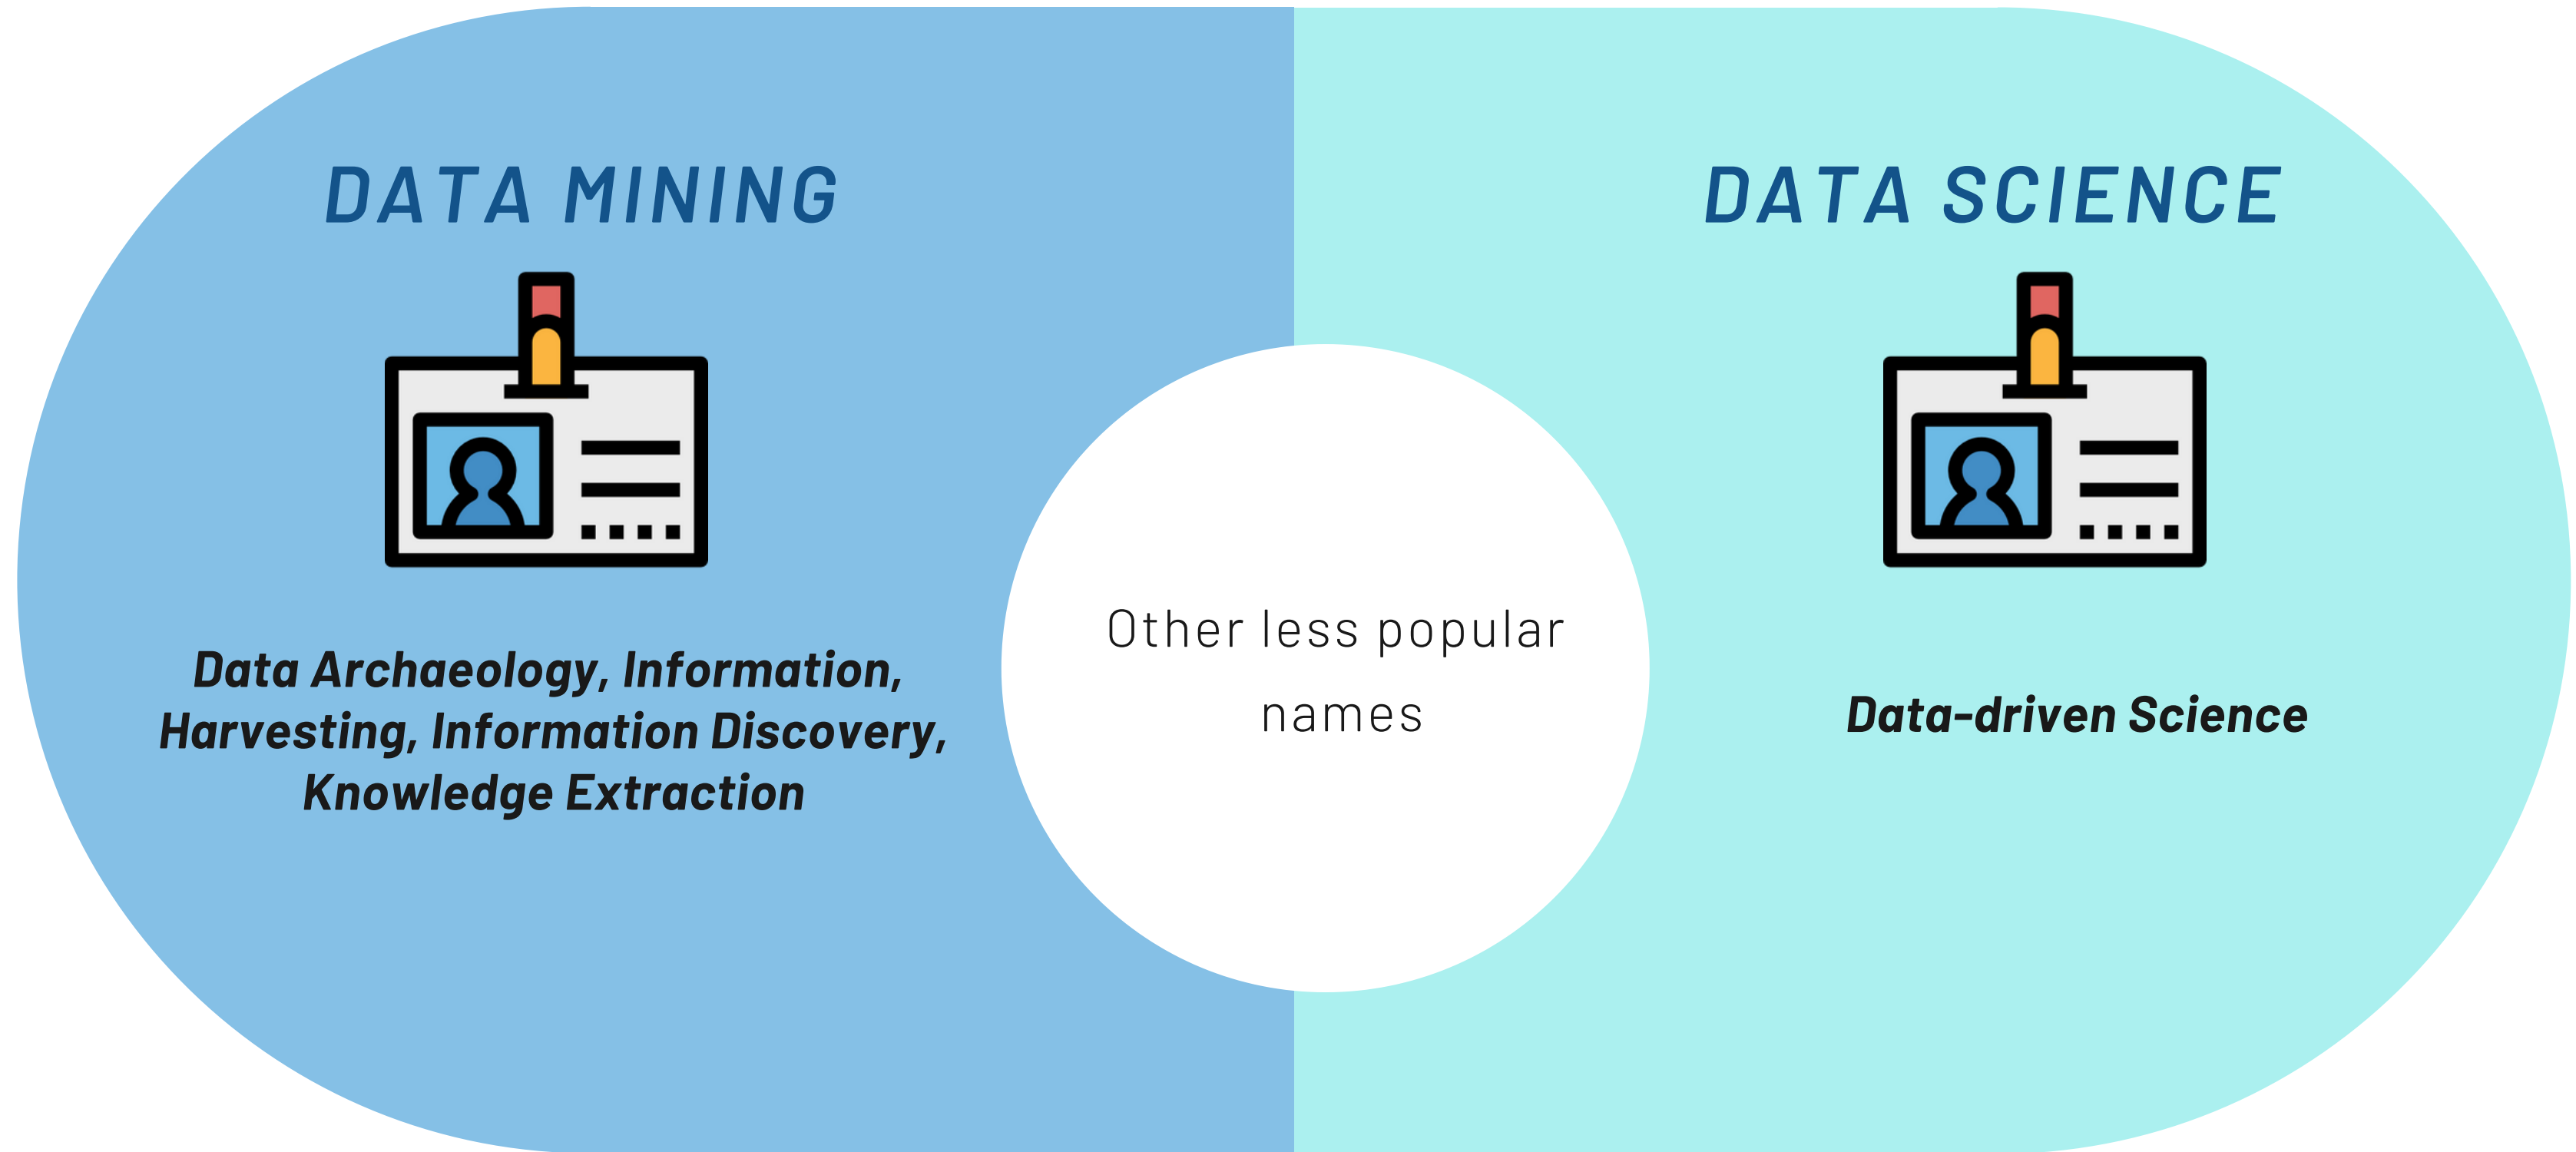 DATA MINING
DATA SCIENCE
Data Archaeology, Information,
Harvesting, Information Discovery,
Knowledge Extraction
Other less popular
names
Data-driven Science